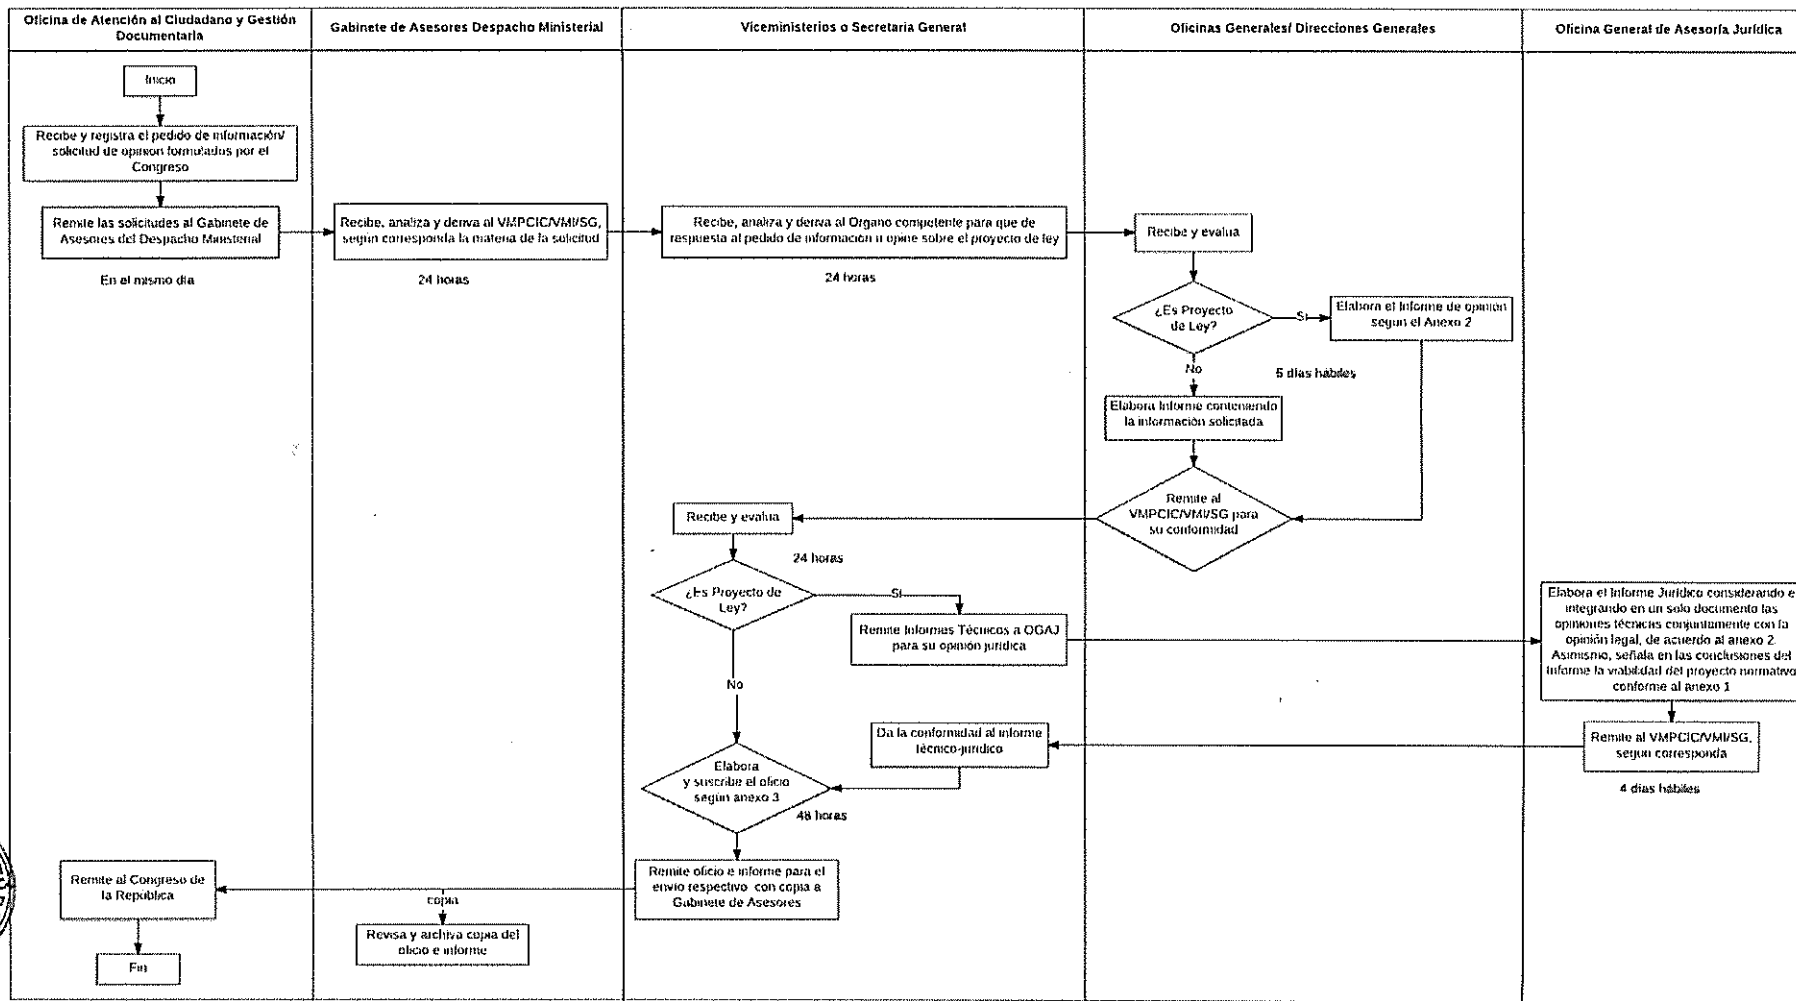 Oficina de Atención al Ciudadano y Gestión
Documentaria
Gabinete de Asesores Despacho Ministerial
Viceministerios o Secretaria General
Oficinas Generales/ Direcciones Generales
Oficina General de Asesoría Jurídica
Inicio
Recibe y registra el pedido de información/
solicitud de opinion formulados por el
Congreso
Remite las solicitudes al Gabinete de
Asesores del Despacho Ministerial
En el mismo día
Recibe, analiza y deriva al VMPCIC/VMI/SG,
según corresponda la materia de la solicitud
24 horas
Recibe, analiza y deriva al Organo competente para que de
respuesta al pedido de información u opine sobre el proyecto de ley
24 horas
Recibe y evalua
¿Es Proyecto
de Ley?
Si
Elabora el Informe de opinión
según el Anexo 2
No
5 días hábiles
Elabora Informe conteniendo
la información solicitada
Remite al
VMPCIC/VMI/SG para
su conformidad
Recibe y evalua
24 horas
¿Es Proyecto de
Ley?
Si
Remite Informes Técnicos a OGAJ
para su opinión jurídica
Elabora el Informe Jurídico considerando e
integrando en un solo documento las
opiniones técnicas conjuntamente con la
opinión legal, de acuerdo al anexo 2.
Asimismo, señala en las conclusiones del
Informe la viabilidad del proyecto normativo
conforme al anexo 1
No
Da la conformidad al informe
técnico-jurídico
Remite al VMPCIC/VMI/SG,
según corresponda
4 días hábiles
Elabora
y suscribe el oficio
según anexo 3
48 horas
Remite al Congreso de
la República
Remite oficio e informe para el
envío respectivo con copia a
Gabinete de Asesores
copia
Revisa y archiva copia del
oficio e informe
Fin